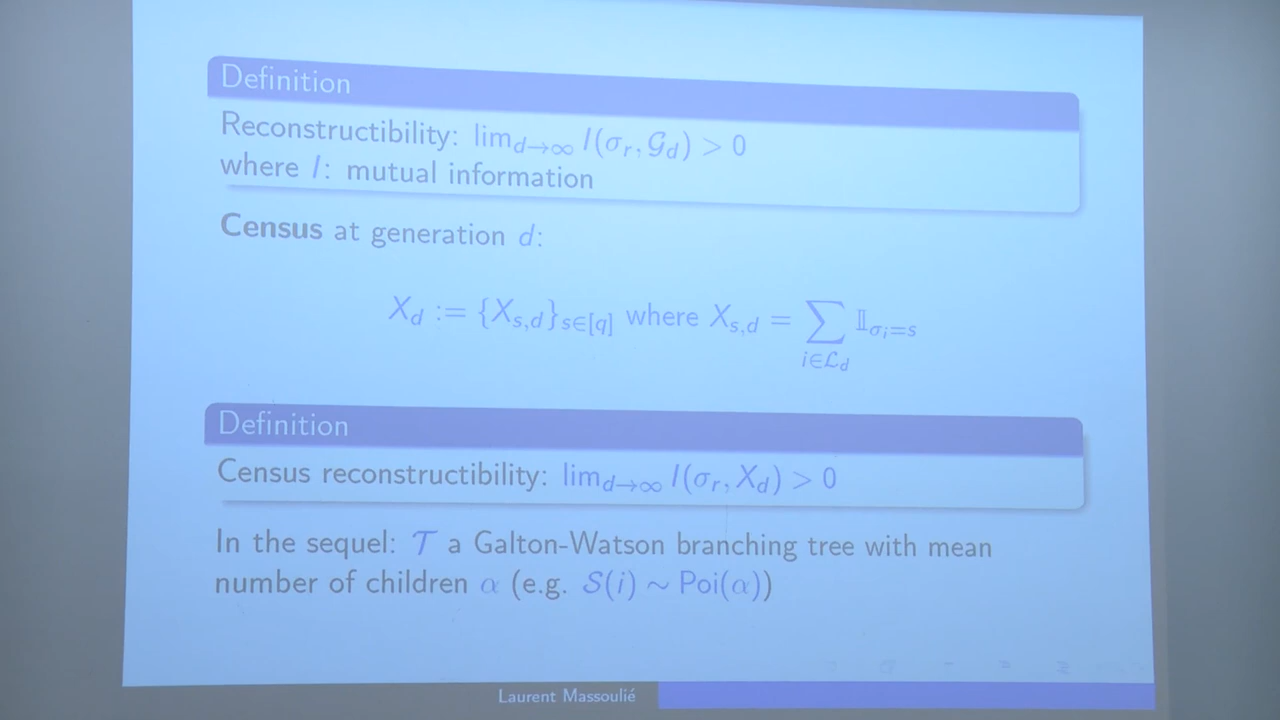 Definition
Reconstructibility: lim_{d→∞} I(σ_r, 𝒢_d) > 0
where I: mutual information
Census at generation d:
X_d := {X_{s,d}}_{s∈[q]} where X_{s,d} = ∑_{i∈ℒ_d} 𝕀_{σ_i=s}
Definition
Census reconstructibility: lim_{d→∞} I(σ_r, X_d) > 0
In the sequel: 𝒯 a Galton-Watson branching tree with mean
number of children α (e.g. 𝒮(i) ∼ Poi(α))
Laurent Massoulié